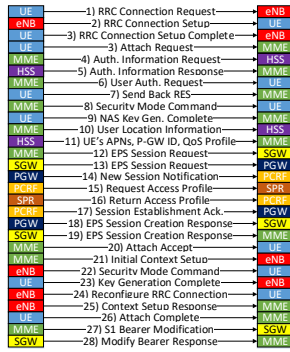 UE 1) RRC Connection Request eNB
eNB 2) RRC Connection Setup UE
UE 3) RRC Connection Setup Complete eNB
UE 3) Attach Request MME
MME 4) Auth. Information Request HSS
HSS 5) Auth. Information Response MME
MME 6) User Auth. Request UE
UE 7) Send Back RES MME
MME 8) Security Mode Command UE
UE 9) NAS Key Gen. Complete MME
MME 10) User Location Information HSS
HSS 11) UE's APNs, P-GW ID, QoS Profile MME
MME 12) EPS Session Request SGW
SGW 13) EPS Session Request PGW
PGW 14) New Session Notification PCRF
PCRF 15) Request Access Profile SPR
SPR 16) Return Access Profile PCRF
PCRF 17) Session Establishment Ack. PGW
PGW 18) EPS Session Creation Response SGW
SGW 19) EPS Session Creation Response MME
MME 20) Attach Accept UE
MME 21) Initial Context Setup eNB
eNB 22) Security Mode Command UE
UE 23) Key Generation Complete eNB
eNB 24) Reconfigure RRC Connection UE
eNB 25) Context Setup Response MME
UE 26) Attach Complete MME
MME 27) S1 Bearer Modification SGW
SGW 28) Modify Bearer Response MME